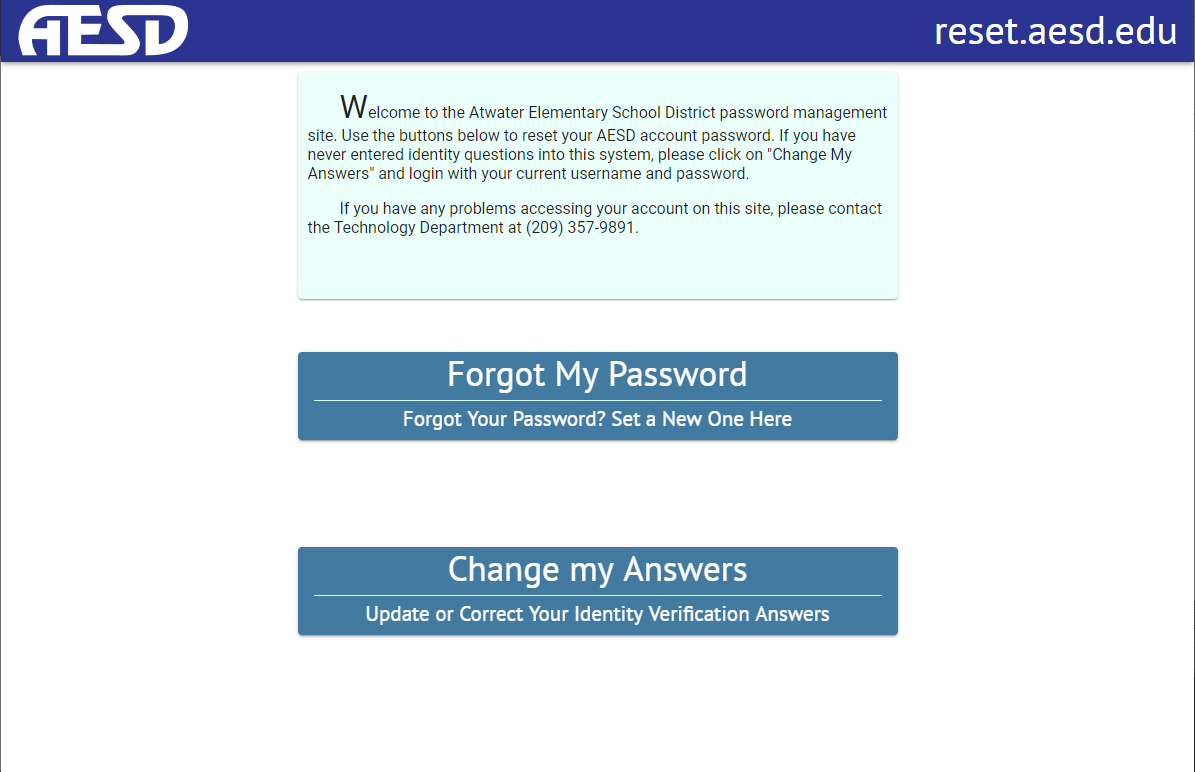 AESD
reset.aesd.edu
Welcome to the Atwater Elementary School District password management
site. Use the buttons below to reset your AESD account password. If you have
never entered identity questions into this system, please click on "Change My
Answers" and login with your current username and password.
If you have any problems accessing your account on this site, please contact
the Technology Department at (209) 357-9891.
Forgot My Password
Forgot Your Password? Set a New One Here
Change my Answers
Update or Correct Your Identity Verification Answers